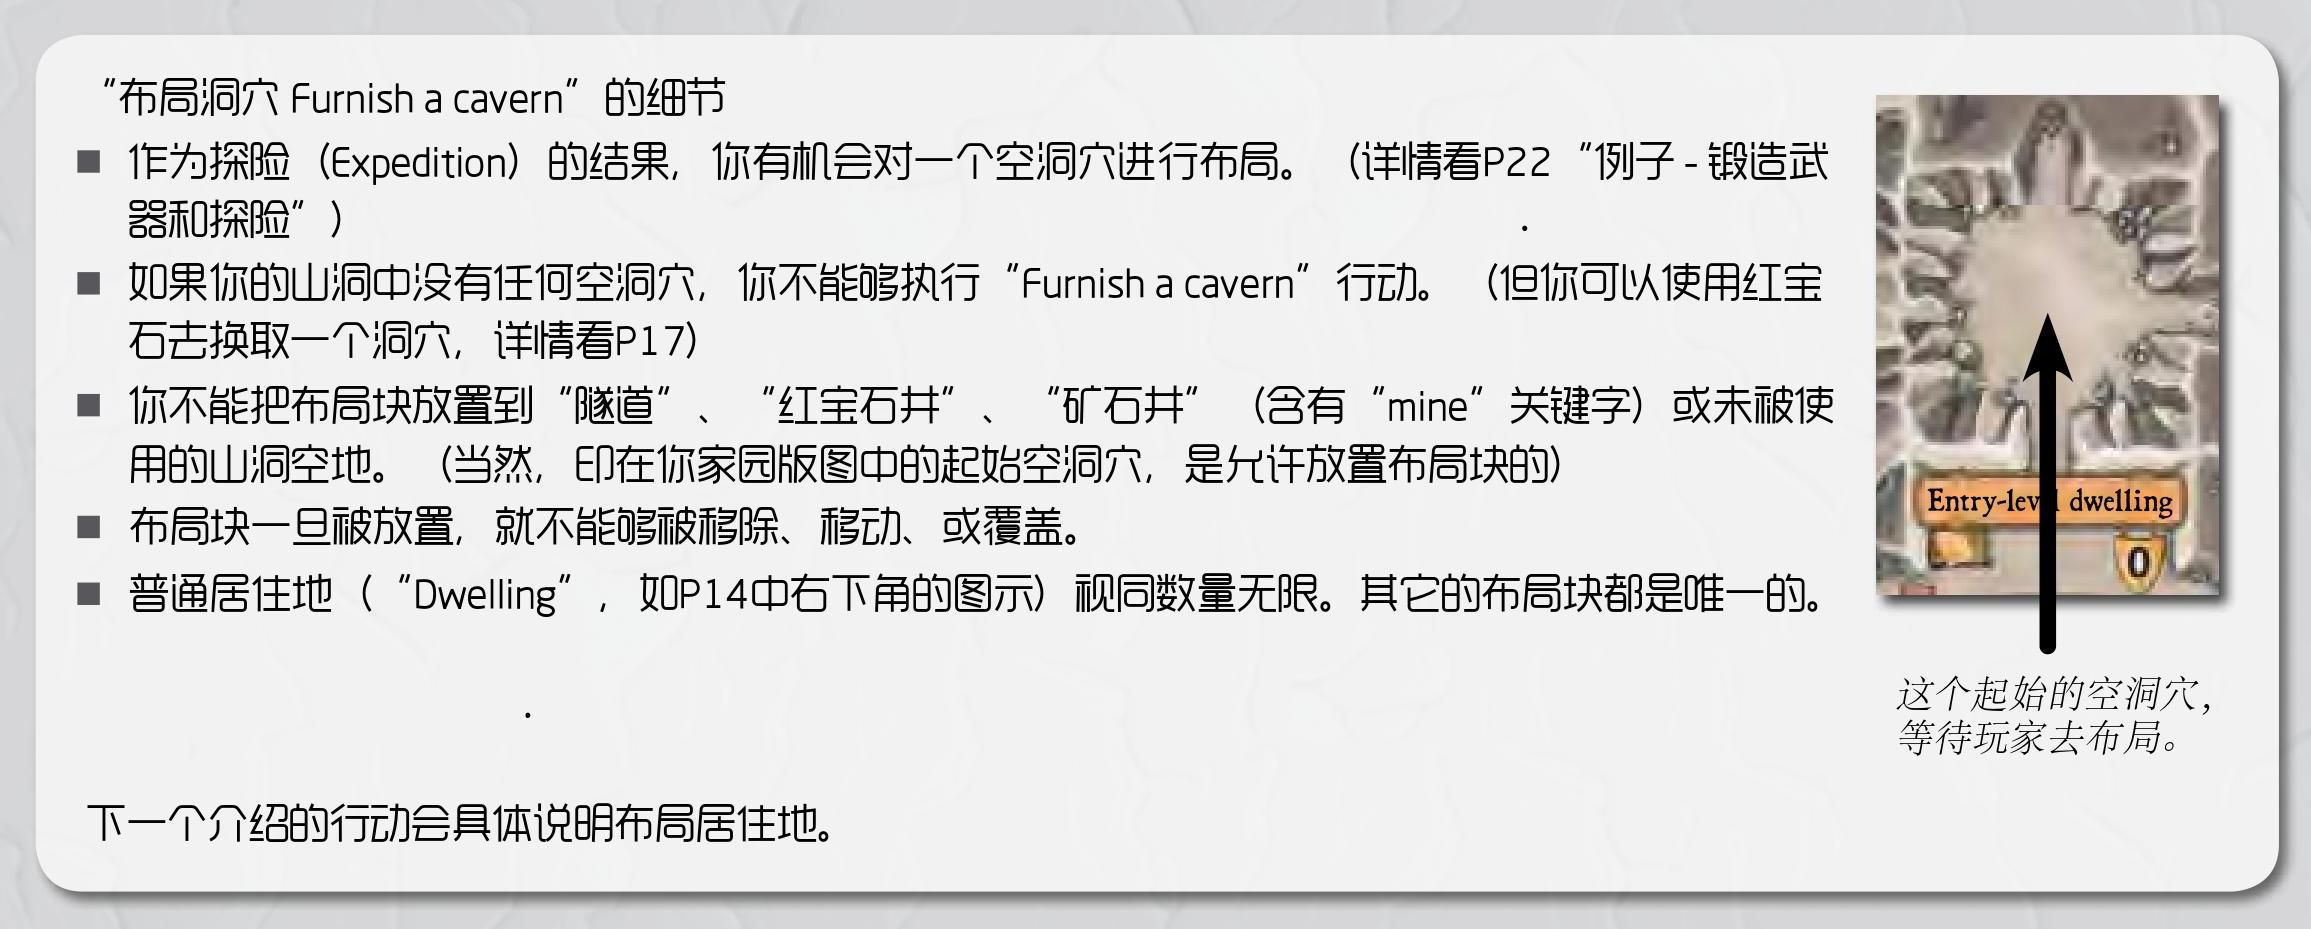 “布局洞穴 Furnish a cavern”的细节
■ 作为探险（Expedition）的结果，你有机会对一个空洞穴进行布局。（详情看P22“例子 - 锻造武
器和探险”）
■ 如果你的山洞中没有任何空洞穴，你不能够执行“Furnish a cavern”行动。（但你可以使用红宝
石去换取一个洞穴，详情看P17）
■ 你不能把布局块放置到“隧道”、“红宝石井”、“矿石井”（含有“mine”关键字）或未被使
用的山洞空地。（当然，印在你家园版图中的起始空洞穴，是允许放置布局块的）
■ 布局块一旦被放置，就不能够被移除、移动、或覆盖。
■ 普通居住地（“Dwelling”，如P14中右下角的图示）视同数量无限。其它的布局块都是唯一的。
下一个介绍的行动会具体说明布局居住地。
Entry-level dwelling
0
这个起始的空洞穴，
等待玩家去布局。